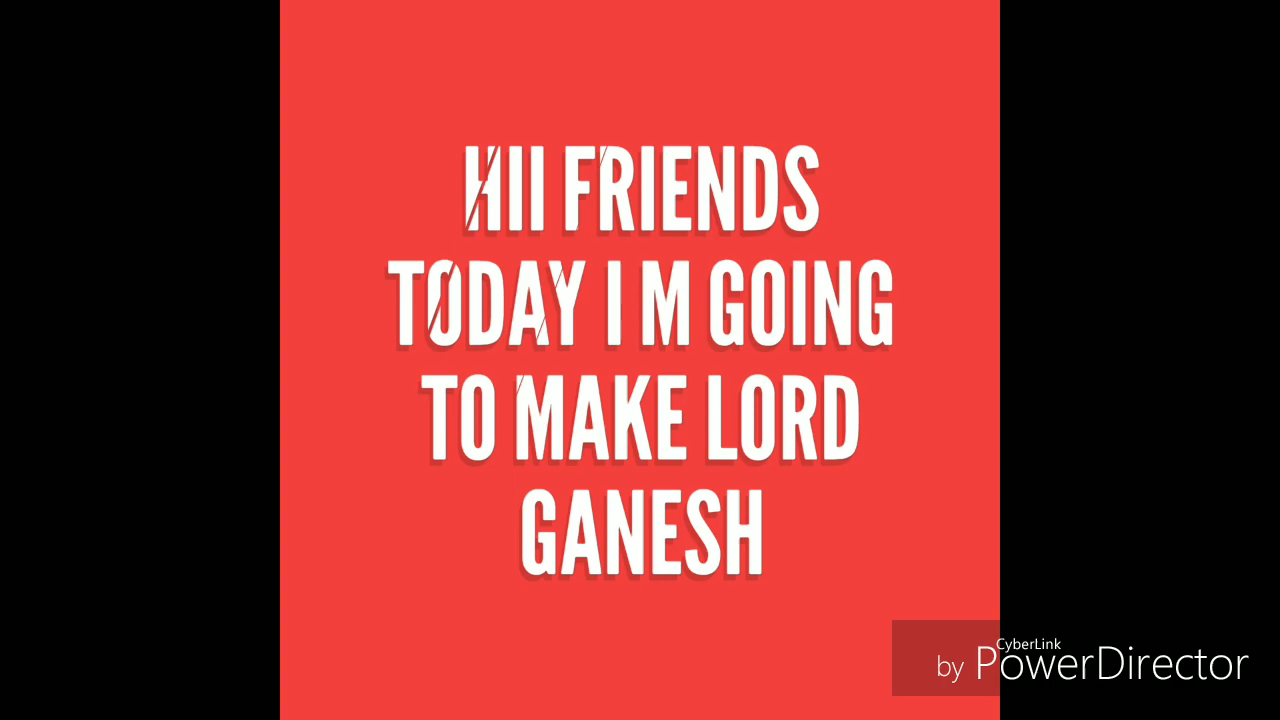 HII FRIENDS
TODAY I M GOING
TO MAKE LORD
GANESH
CyberLink
by PowerDirector